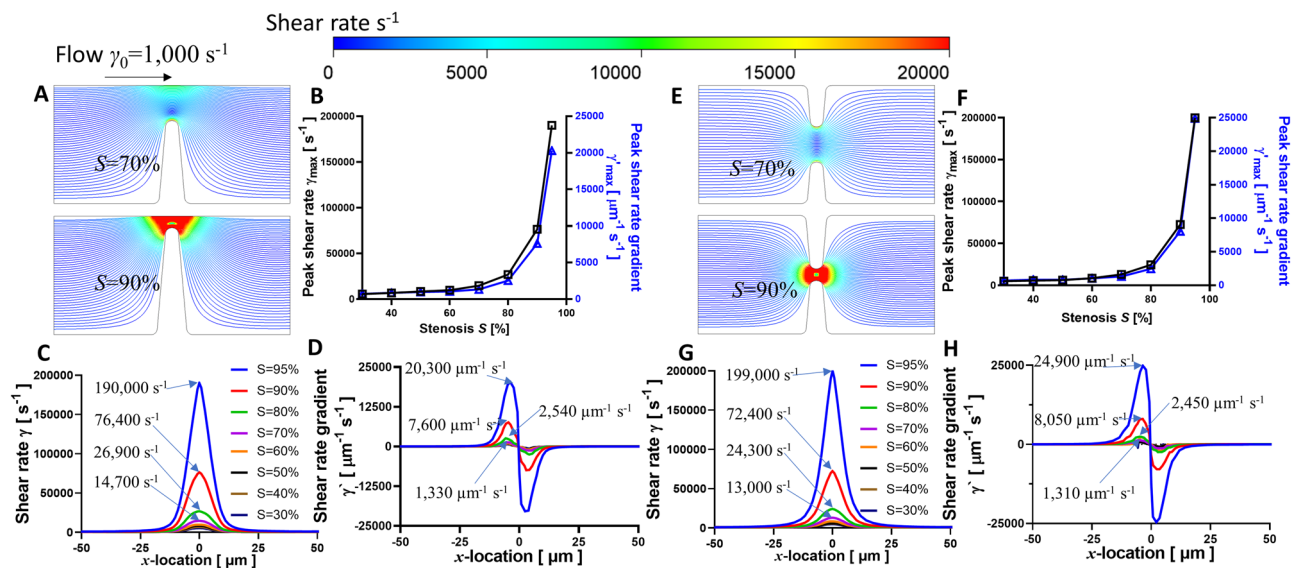 Shear rate s⁻¹
Flow γ₀=1,000 s⁻¹
0 5000 10000 15000 20000
A
S=70%
S=90%
B
Peak shear rate γmax [ s⁻¹ ]
200000
150000
100000
50000
0
40 60 80 100
Stenosis S [%]
25000
20000
15000
10000
5000
0
Peak shear rate gradient
γ'max [ µm⁻¹ s⁻¹ ]
E
S=70%
S=90%
F
Peak shear rate γmax [ s⁻¹ ]
200000
150000
100000
50000
0
40 60 80 100
Stenosis S [%]
25000
20000
15000
10000
5000
0
Peak shear rate gradient
γ'max [ µm⁻¹ s⁻¹ ]
C
Shear rate γ [ s⁻¹ ]
200000
150000
100000
50000
0
190,000 s⁻¹
76,400 s⁻¹
26,900 s⁻¹
14,700 s⁻¹
S=95%
S=90%
S=80%
S=70%
S=60%
S=50%
S=40%
S=30%
-50 -25 0 25 50
x-location [ µm]
D
Shear rate gradient
γ` [ µm⁻¹ s⁻¹ ]
25000
12500
0
-12500
-25000
20,300 µm⁻¹ s⁻¹
7,600 µm⁻¹ s⁻¹
2,540 µm⁻¹ s⁻¹
1,330 µm⁻¹ s⁻¹
-50 -25 0 25 50
x-location [ µm]
G
Shear rate γ [ s⁻¹ ]
200000
150000
100000
50000
0
199,000 s⁻¹
72,400 s⁻¹
24,300 s⁻¹
13,000 s⁻¹
S=95%
S=90%
S=80%
S=70%
S=60%
S=50%
S=40%
S=30%
-50 -25 0 25 50
x-location [ µm]
H
Shear rate gradient
γ` [ µm⁻¹ s⁻¹ ]
25000
12500
0
-12500
-25000
24,900 µm⁻¹ s⁻¹
8,050 µm⁻¹ s⁻¹
2,450 µm⁻¹ s⁻¹
1,310 µm⁻¹ s⁻¹
-50 -25 0 25 50
x-location [ µm]